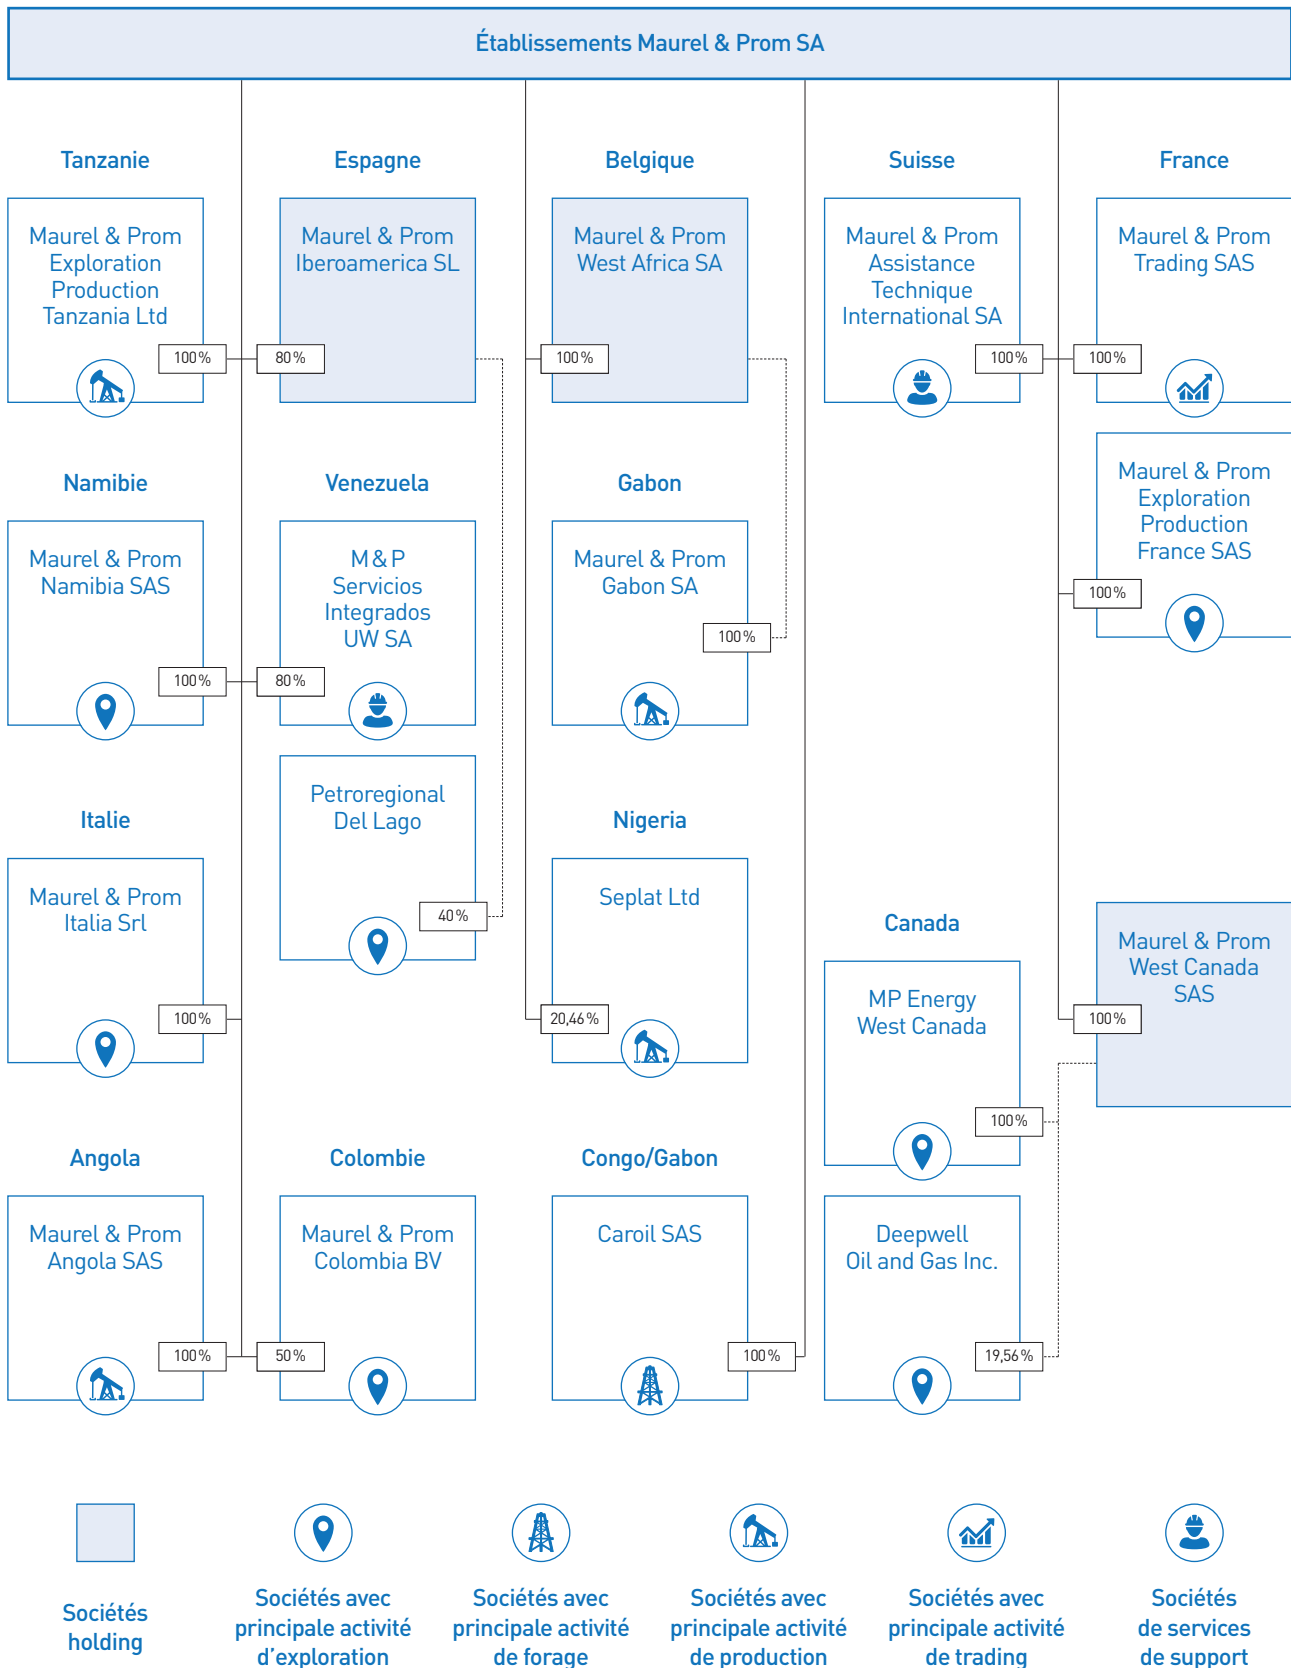 Établissements Maurel & Prom SA
Tanzanie
Maurel & Prom
Exploration
Production
Tanzania Ltd
100 %
Espagne
Maurel & Prom
Iberoamerica SL
80 %
Belgique
Maurel & Prom
West Africa SA
100 %
Suisse
Maurel & Prom
Assistance
Technique
International SA
100 %
France
Maurel & Prom
Trading SAS
100 %
Maurel & Prom
Exploration
Production
France SAS
100 %
Namibie
Maurel & Prom
Namibia SAS
100 %
Venezuela
M & P
Servicios
Integrados
UW SA
80 %
Petroregional
Del Lago
40 %
Gabon
Maurel & Prom
Gabon SA
100 %
Italie
Maurel & Prom
Italia Srl
100 %
Nigeria
Seplat Ltd
20,46 %
Canada
MP Energy
West Canada
100 %
Maurel & Prom
West Canada
SAS
100 %
Angola
Maurel & Prom
Angola SAS
100 %
Colombie
Maurel & Prom
Colombia BV
50 %
Congo/Gabon
Caroil SAS
100 %
Deepwell
Oil and Gas Inc.
19,56 %
Sociétés
holding
Sociétés avec
principale activité
d'exploration
Sociétés avec
principale activité
de forage
Sociétés avec
principale activité
de production
Sociétés avec
principale activité
de trading
Sociétés
de services
de support